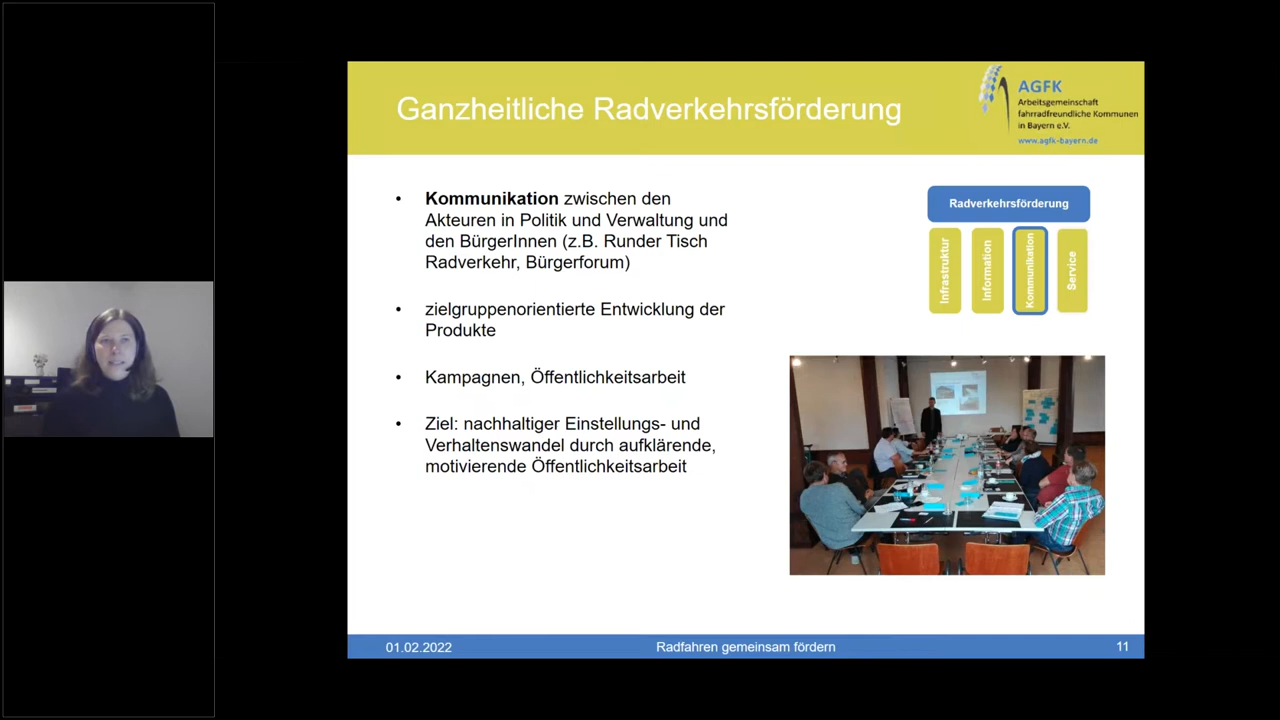 Ganzheitliche Radverkehrsförderung
AGFK
Arbeitsgemeinschaft
fahrradfreundliche Kommunen
in Bayern e.V.
www.agfk-bayern.de
• Kommunikation zwischen den
Akteuren in Politik und Verwaltung und
den BürgerInnen (z.B. Runder Tisch
Radverkehr, Bürgerforum)
• zielgruppenorientierte Entwicklung der
Produkte
• Kampagnen, Öffentlichkeitsarbeit
• Ziel: nachhaltiger Einstellungs- und
Verhaltenswandel durch aufklärende,
motivierende Öffentlichkeitsarbeit
Radverkehrsförderung
Infrastruktur
Information
Kommunikation
Service
01.02.2022
Radfahren gemeinsam fördern
11